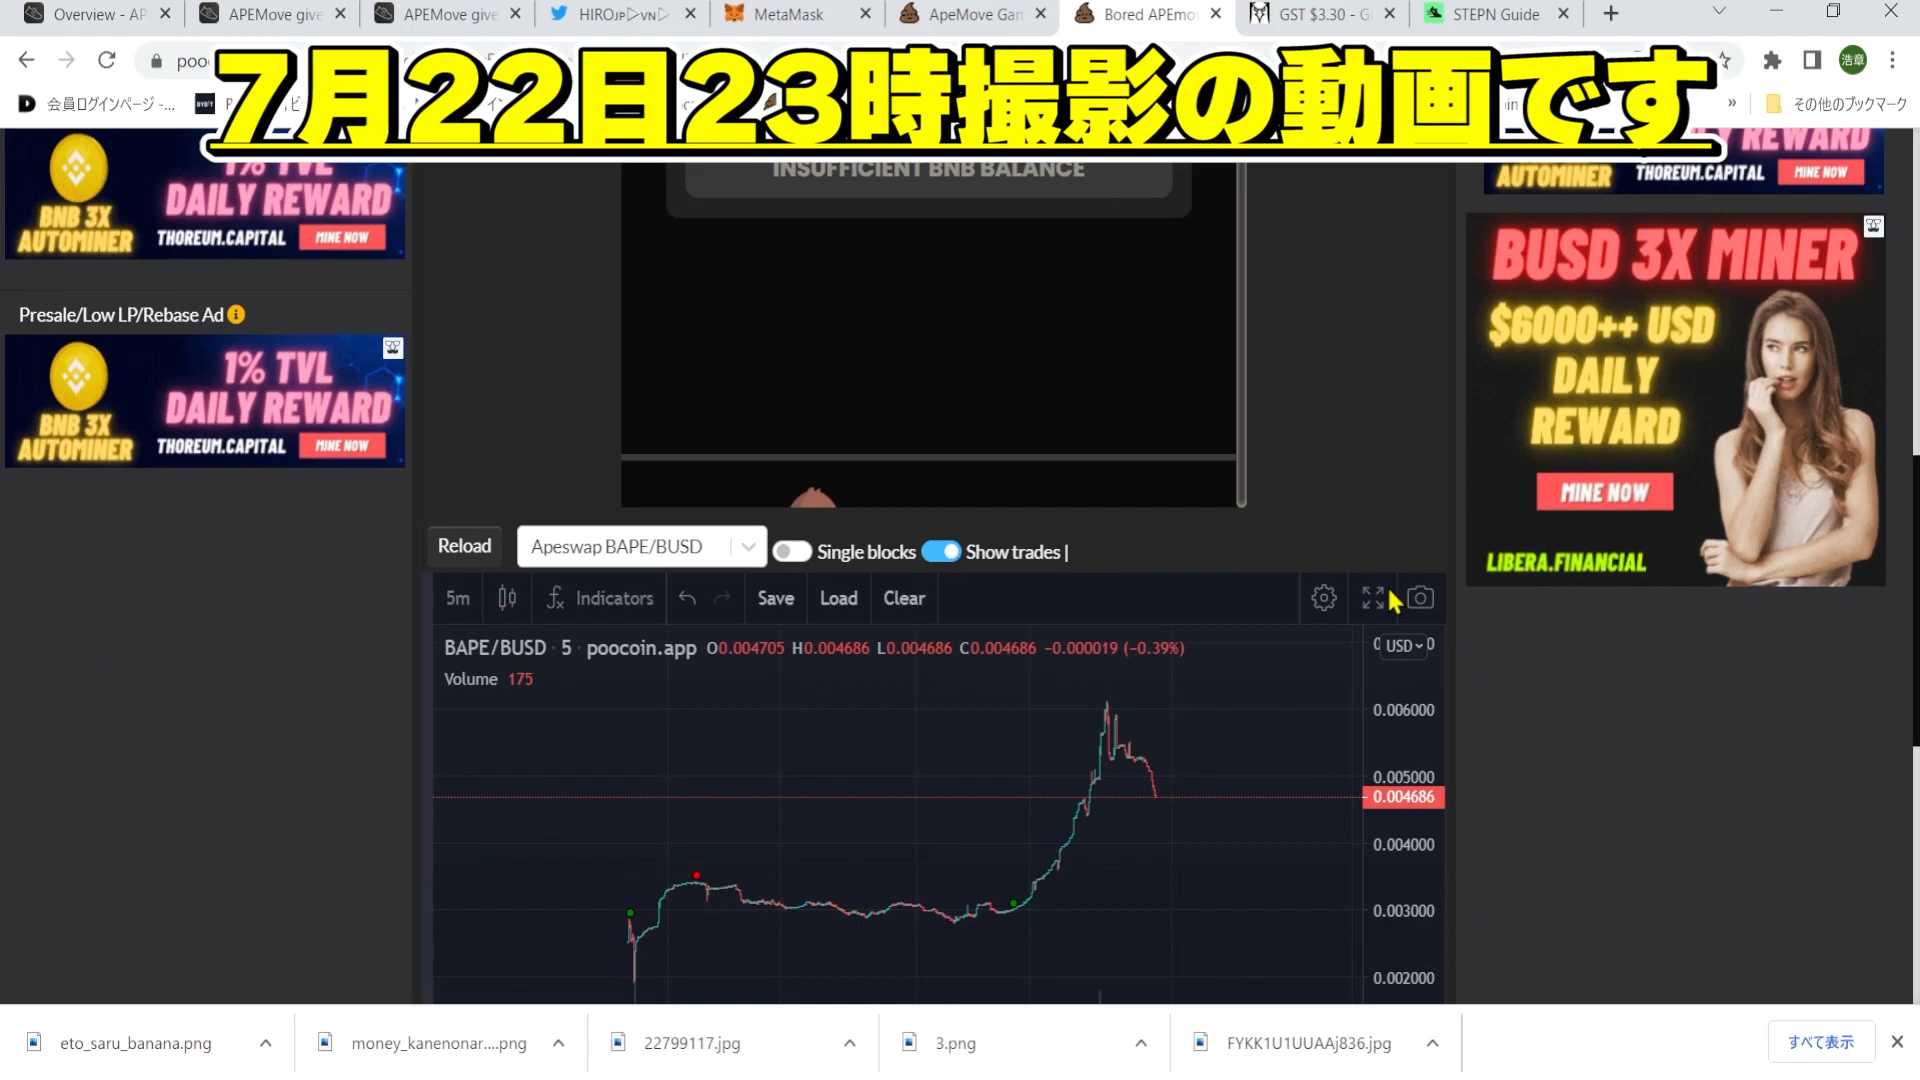 Overview - AP
APEMove give
APEMove give
HIROJP▷VN▷
MetaMask
ApeMove Gam
Bored APEmov
GST $3.30 - G
STEPN Guide
7月22日23時撮影の動画です
会員ログインページ -...
その他のブックマーク
浩章
1% TVL
DAILY REWARD
BNB 3X
AUTOMINER
THOREUM.CAPITAL
MINE NOW
INSUFFICIENT BNB BALANCE
REWARD
AUTOMINER
THOREUM.CAPITAL
MINE NOW
Presale/Low LP/Rebase Ad
1% TVL
DAILY REWARD
BNB 3X
AUTOMINER
THOREUM.CAPITAL
MINE NOW
BUSD 3X MINER
$6000++ USD
DAILY
REWARD
MINE NOW
LIBERA.FINANCIAL
Reload
Apeswap BAPE/BUSD
Single blocks
Show trades |
5m
Indicators
Save
Load
Clear
BAPE/BUSD · 5 · poocoin.app O0.004705 H0.004686 L0.004686 C0.004686 −0.000019 (−0.39%)
USD
Volume 175
0.006000
0.005000
0.004686
0.004000
0.003000
0.002000
eto_saru_banana.png
money_kanenonar....png
22799117.jpg
3.png
FYKK1U1UUAAj836.jpg
すべて表示